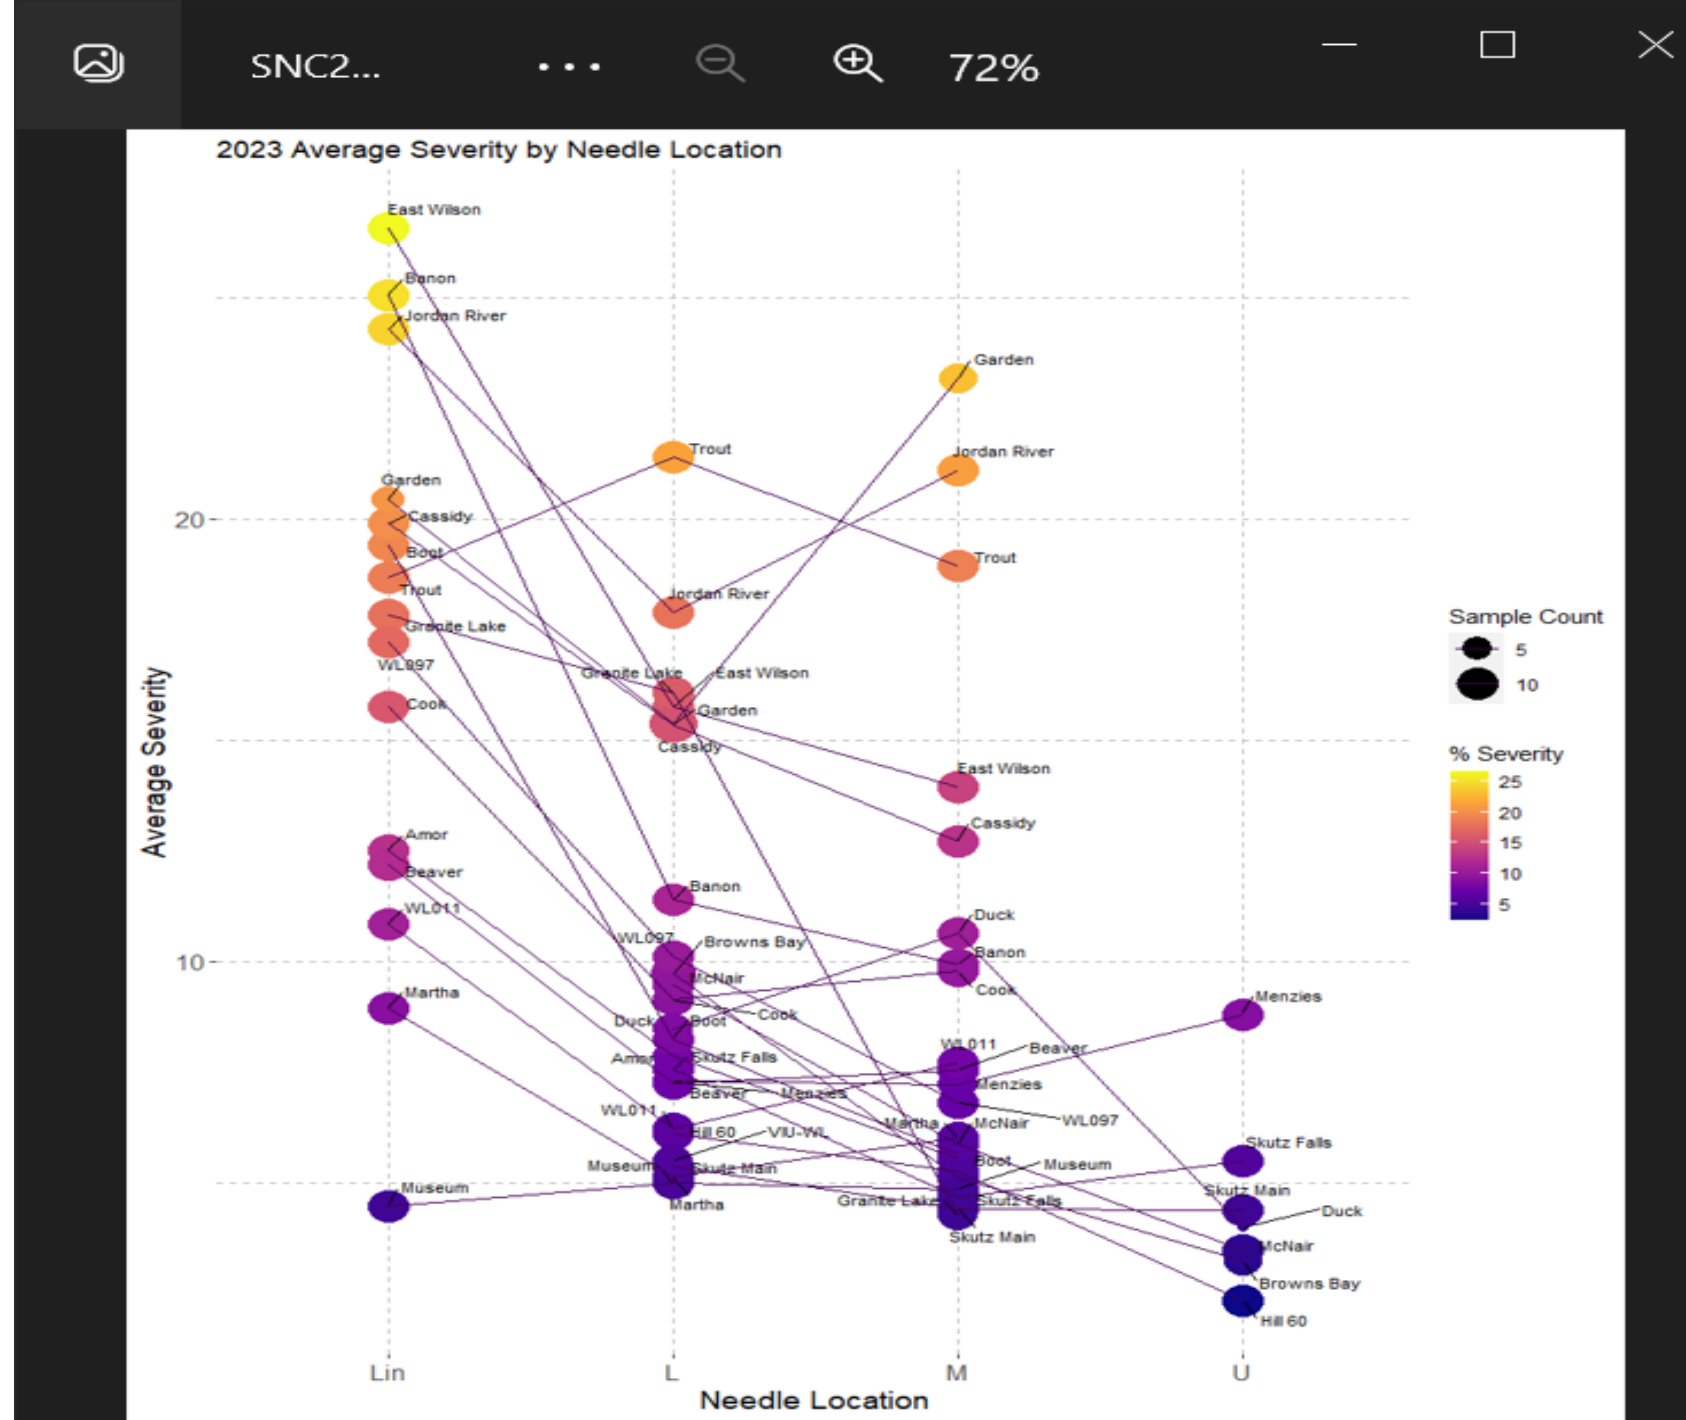 SNC2...
72%
2023 Average Severity by Needle Location
East Wilson
Banon
Jordan River
Garden
Cassidy
Boot
Trout
Granite Lake
WL097
Cook
Amor
Beaver
WL011
Martha
Museum
Trout
Jordan River
Granite Lake
East Wilson
Garden
Cassidy
Banon
WL097
Browns Bay
McNair
Cook
Duck
Boot
Amor
Skutz Falls
Beaver
Menzies
WL011
Hill 60
VIU-WL
Museum
Skutz Main
Martha
Garden
Jordan River
Trout
East Wilson
Cassidy
Duck
Banon
Cook
WL011
Beaver
Menzies
WL097
Martha
McNair
Boot
Museum
Granite Lake
Skutz Falls
Skutz Main
Menzies
Skutz Falls
Skutz Main
Duck
McNair
Browns Bay
Hill 60
20
10
Average Severity
Lin
L
M
U
Needle Location
Sample Count
5
10
% Severity
25
20
15
10
5